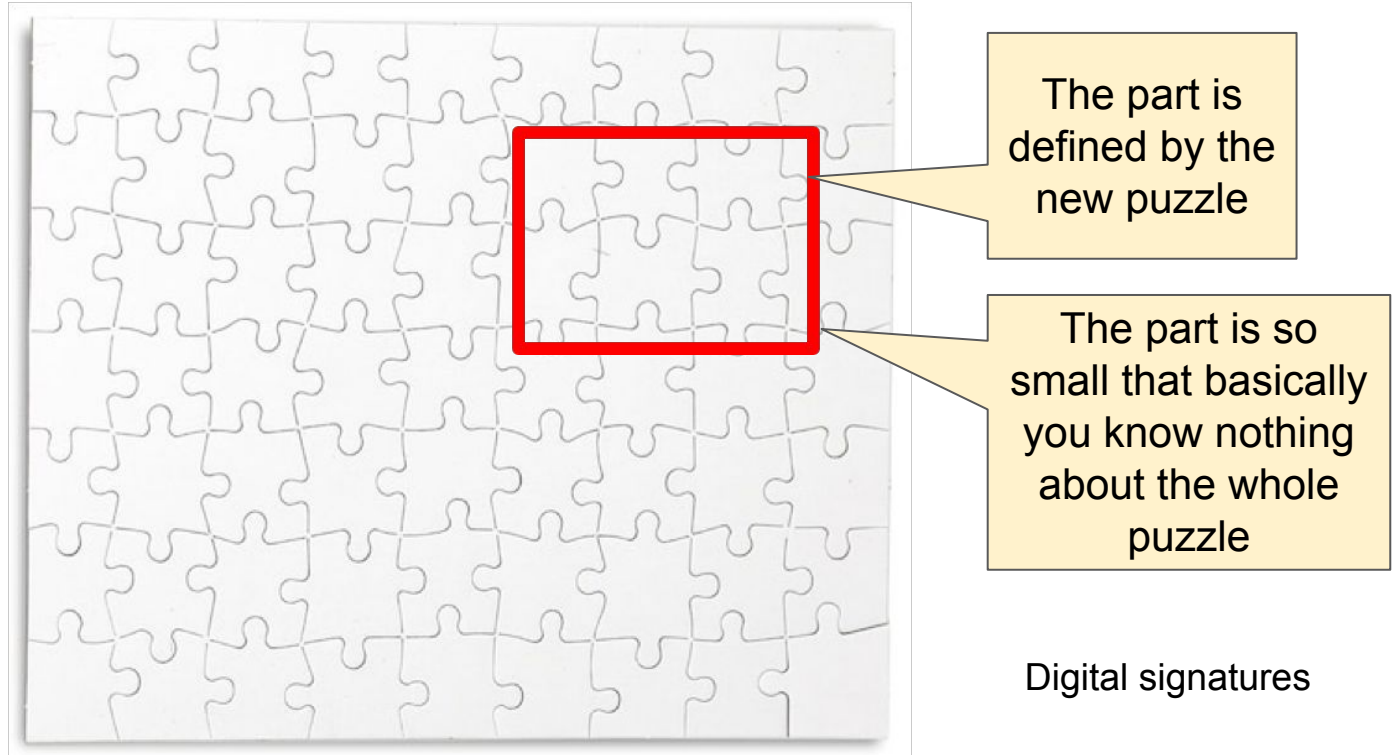 The part is
defined by the
new puzzle
The part is so
small that basically
you know nothing
about the whole
puzzle
Digital signatures